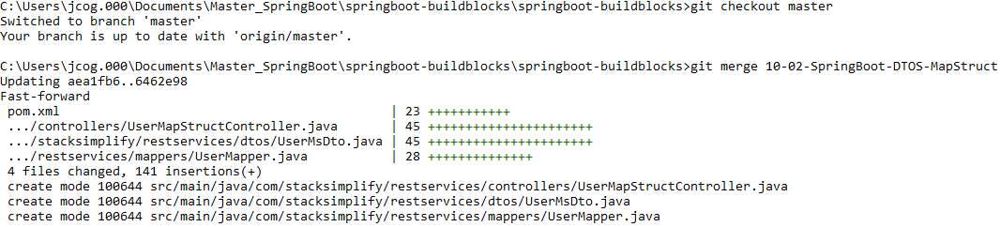 C:\Users\jcog.000\Documents\Master_SpringBoot\springboot-buildblocks\springboot-buildblocks>git checkout master
Switched to branch 'master'
Your branch is up to date with 'origin/master'.

C:\Users\jcog.000\Documents\Master_SpringBoot\springboot-buildblocks\springboot-buildblocks>git merge 10-02-SpringBoot-DTOS-MapStruct
Updating aea1fb6..6462e98
Fast-forward
 pom.xml                                            | 23 +++++++++++
 .../controllers/UserMapStructController.java       | 45 ++++++++++++++++++++++
 .../stacksimplify/restservices/dtos/UserMsDto.java | 45 ++++++++++++++++++++++
 .../restservices/mappers/UserMapper.java           | 28 ++++++++++++++
 4 files changed, 141 insertions(+)
 create mode 100644 src/main/java/com/stacksimplify/restservices/controllers/UserMapStructController.java
 create mode 100644 src/main/java/com/stacksimplify/restservices/dtos/UserMsDto.java
 create mode 100644 src/main/java/com/stacksimplify/restservices/mappers/UserMapper.java